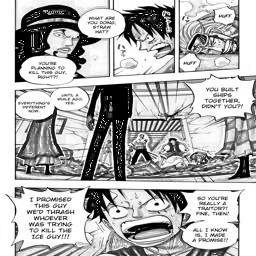 WHAT ARE
YOU DOING,
STRAW
HAT?
YOU'RE
PLANNING TO
KILL THIS
GUY, RIGHT?!
HUFF
HUFF
YOU BUILT
SHIPS
TOGETHER,
DIDN'T YOU?!
UNTIL A
WHILE AGO,
YES.
EVERYTHING'S
DIFFERENT
NOW.
SO YOU'RE
REALLY A
TRAITOR?!
FINE, THEN!
ALL I KNOW
IS, I MADE
A PROMISE!!
I PROMISED
THIS GUY
WE'D THRASH
WHOEVER
WAS TRYING
TO KILL
THE ICE GUY!!!